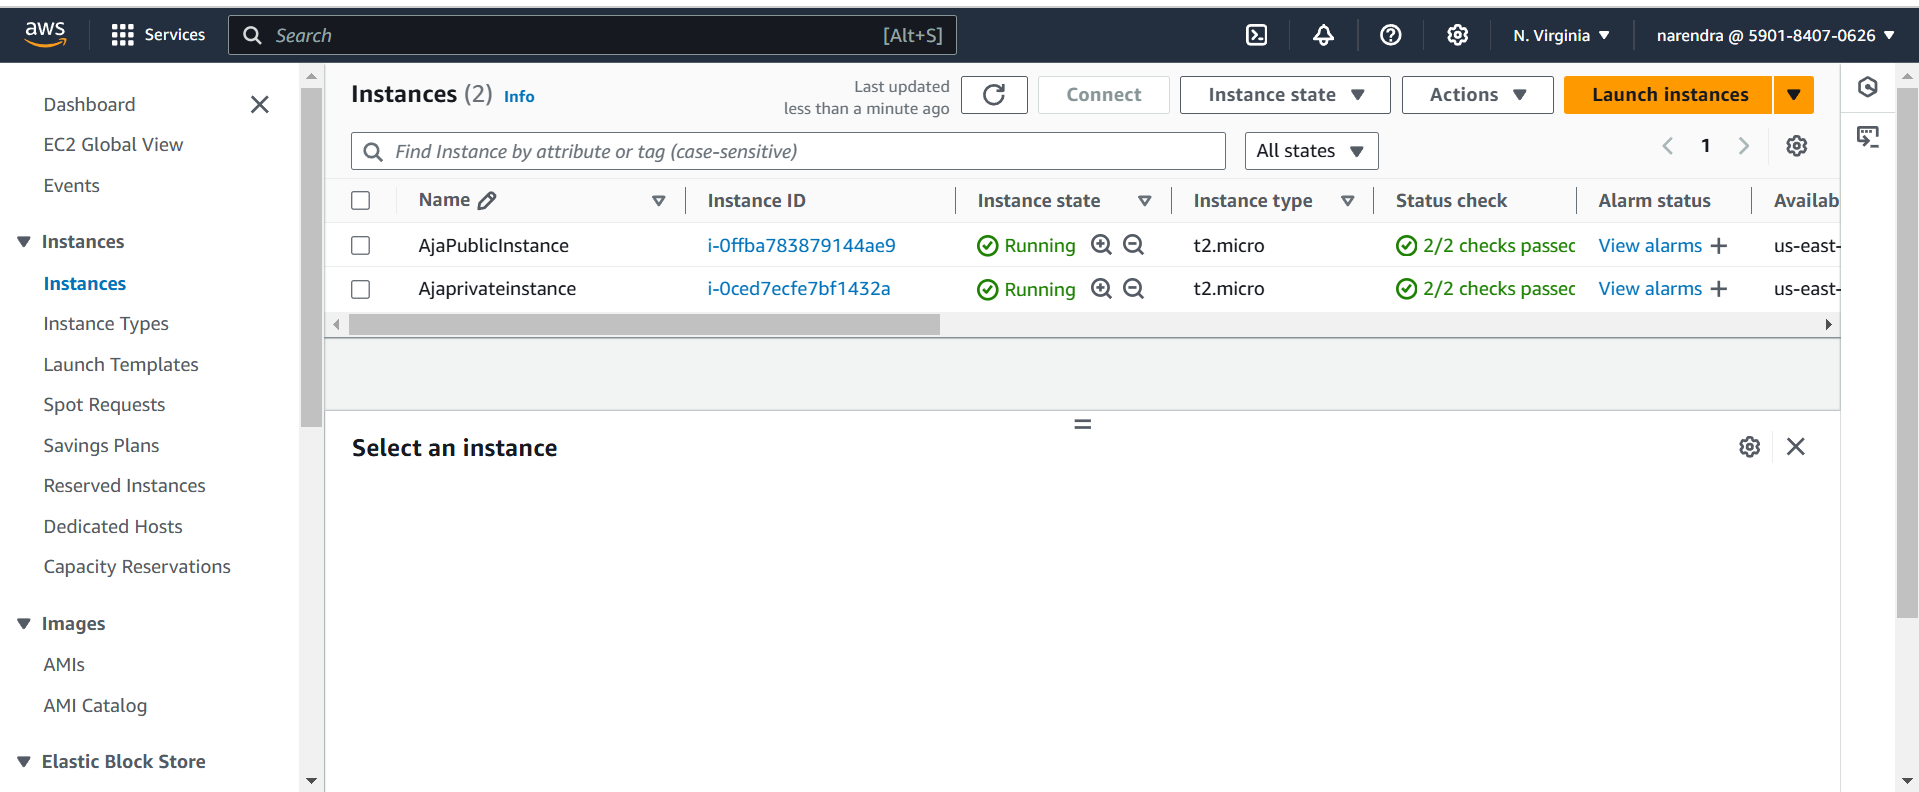 aws Services Search [Alt+S] N. Virginia narendra @ 5901-8407-0626
Dashboard
EC2 Global View
Events
Instances
Instances
Instance Types
Launch Templates
Spot Requests
Savings Plans
Reserved Instances
Dedicated Hosts
Capacity Reservations
Images
AMIs
AMI Catalog
Elastic Block Store
Instances (2) Info
Last updated
less than a minute ago
Connect Instance state Actions Launch instances
Find Instance by attribute or tag (case-sensitive) All states 1
Name Instance ID Instance state Instance type Status check Alarm status Availab
AjaPublicInstance i-0ffba783879144ae9 Running t2.micro 2/2 checks passed View alarms us-east-
Ajaprivateinstance i-0ced7ecfe7bf1432a Running t2.micro 2/2 checks passed View alarms us-east-
Select an instance